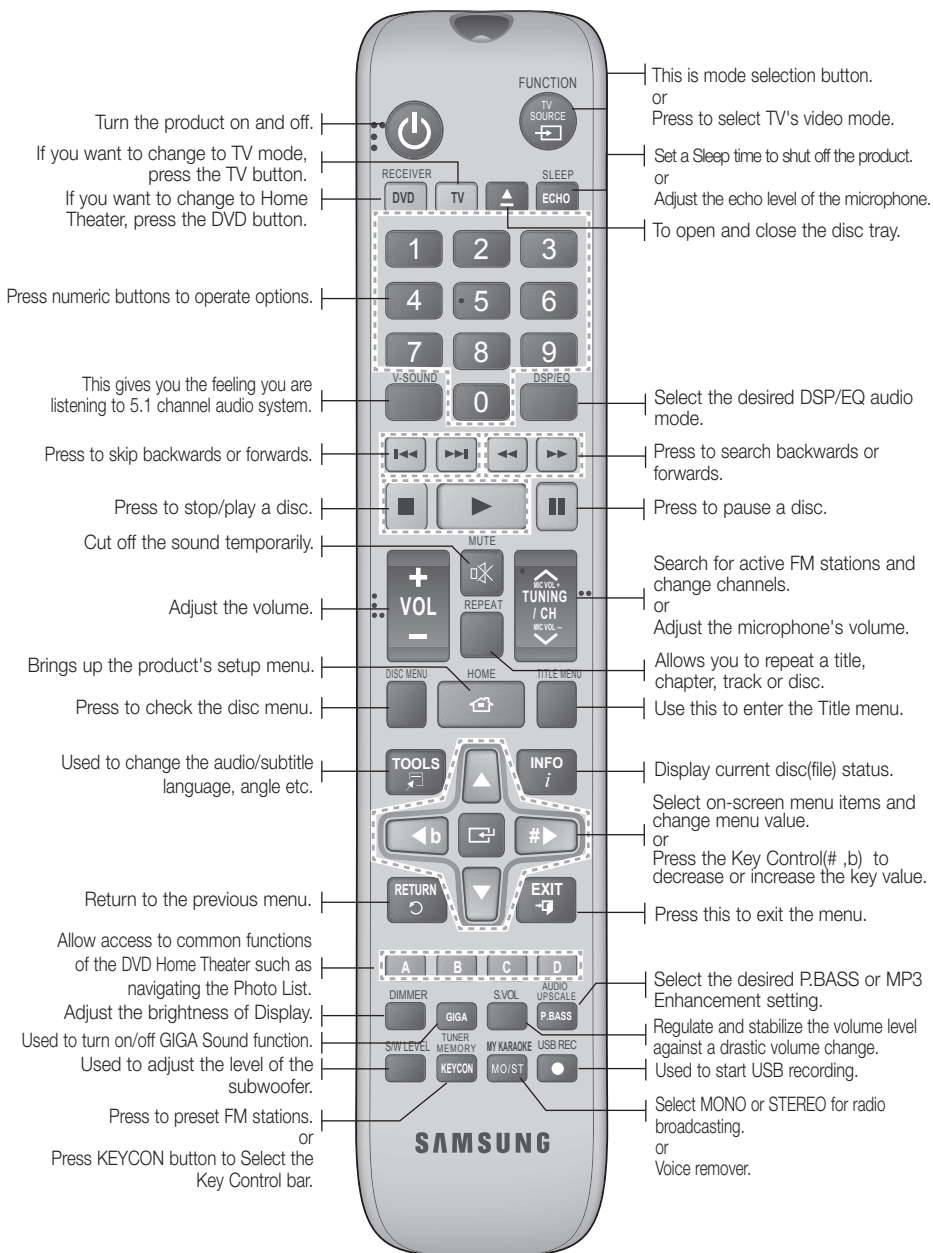 FUNCTION
TV
SOURCE
RECEIVER
DVD
TV
SLEEP
ECHO
1
2
3
4
5
6
7
8
9
V-SOUND
0
DSP/EQ
MUTE
+
VOL
−
REPEAT
MIC VOL +
TUNING
/ CH
MIC VOL −
DISC MENU
HOME
TITLE MENU
TOOLS
INFO
i
b
#
RETURN
EXIT
A
B
C
D
DIMMER
GIGA
S.VOL
AUDIO
UPSCALE
P.BASS
S/W LEVEL
TUNER
MEMORY
KEYCON
MY KARAOKE
MO/ST
USB REC
SAMSUNG
Turn the product on and off.
If you want to change to TV mode,
press the TV button.
If you want to change to Home
Theater, press the DVD button.
Press numeric buttons to operate options.
This gives you the feeling you are
listening to 5.1 channel audio system.
Press to skip backwards or forwards.
Press to stop/play a disc.
Cut off the sound temporarily.
Adjust the volume.
Brings up the product's setup menu.
Press to check the disc menu.
Used to change the audio/subtitle
language, angle etc.
Return to the previous menu.
Allow access to common functions
of the DVD Home Theater such as
navigating the Photo List.
Adjust the brightness of Display.
Used to turn on/off GIGA Sound function.
Used to adjust the level of the
subwoofer.
Press to preset FM stations.
or
Press KEYCON button to Select the
Key Control bar.
This is mode selection button.
or
Press to select TV's video mode.
Set a Sleep time to shut off the product.
or
Adjust the echo level of the microphone.
To open and close the disc tray.
Select the desired DSP/EQ audio
mode.
Press to search backwards or
forwards.
Press to pause a disc.
Search for active FM stations and
change channels.
or
Adjust the microphone's volume.
Allows you to repeat a title,
chapter, track or disc.
Use this to enter the Title menu.
Display current disc(file) status.
Select on-screen menu items and
change menu value.
or
Press the Key Control(# ,b) to
decrease or increase the key value.
Press this to exit the menu.
Select the desired P.BASS or MP3
Enhancement setting.
Regulate and stabilize the volume level
against a drastic volume change.
Used to start USB recording.
Select MONO or STEREO for radio
broadcasting.
or
Voice remover.